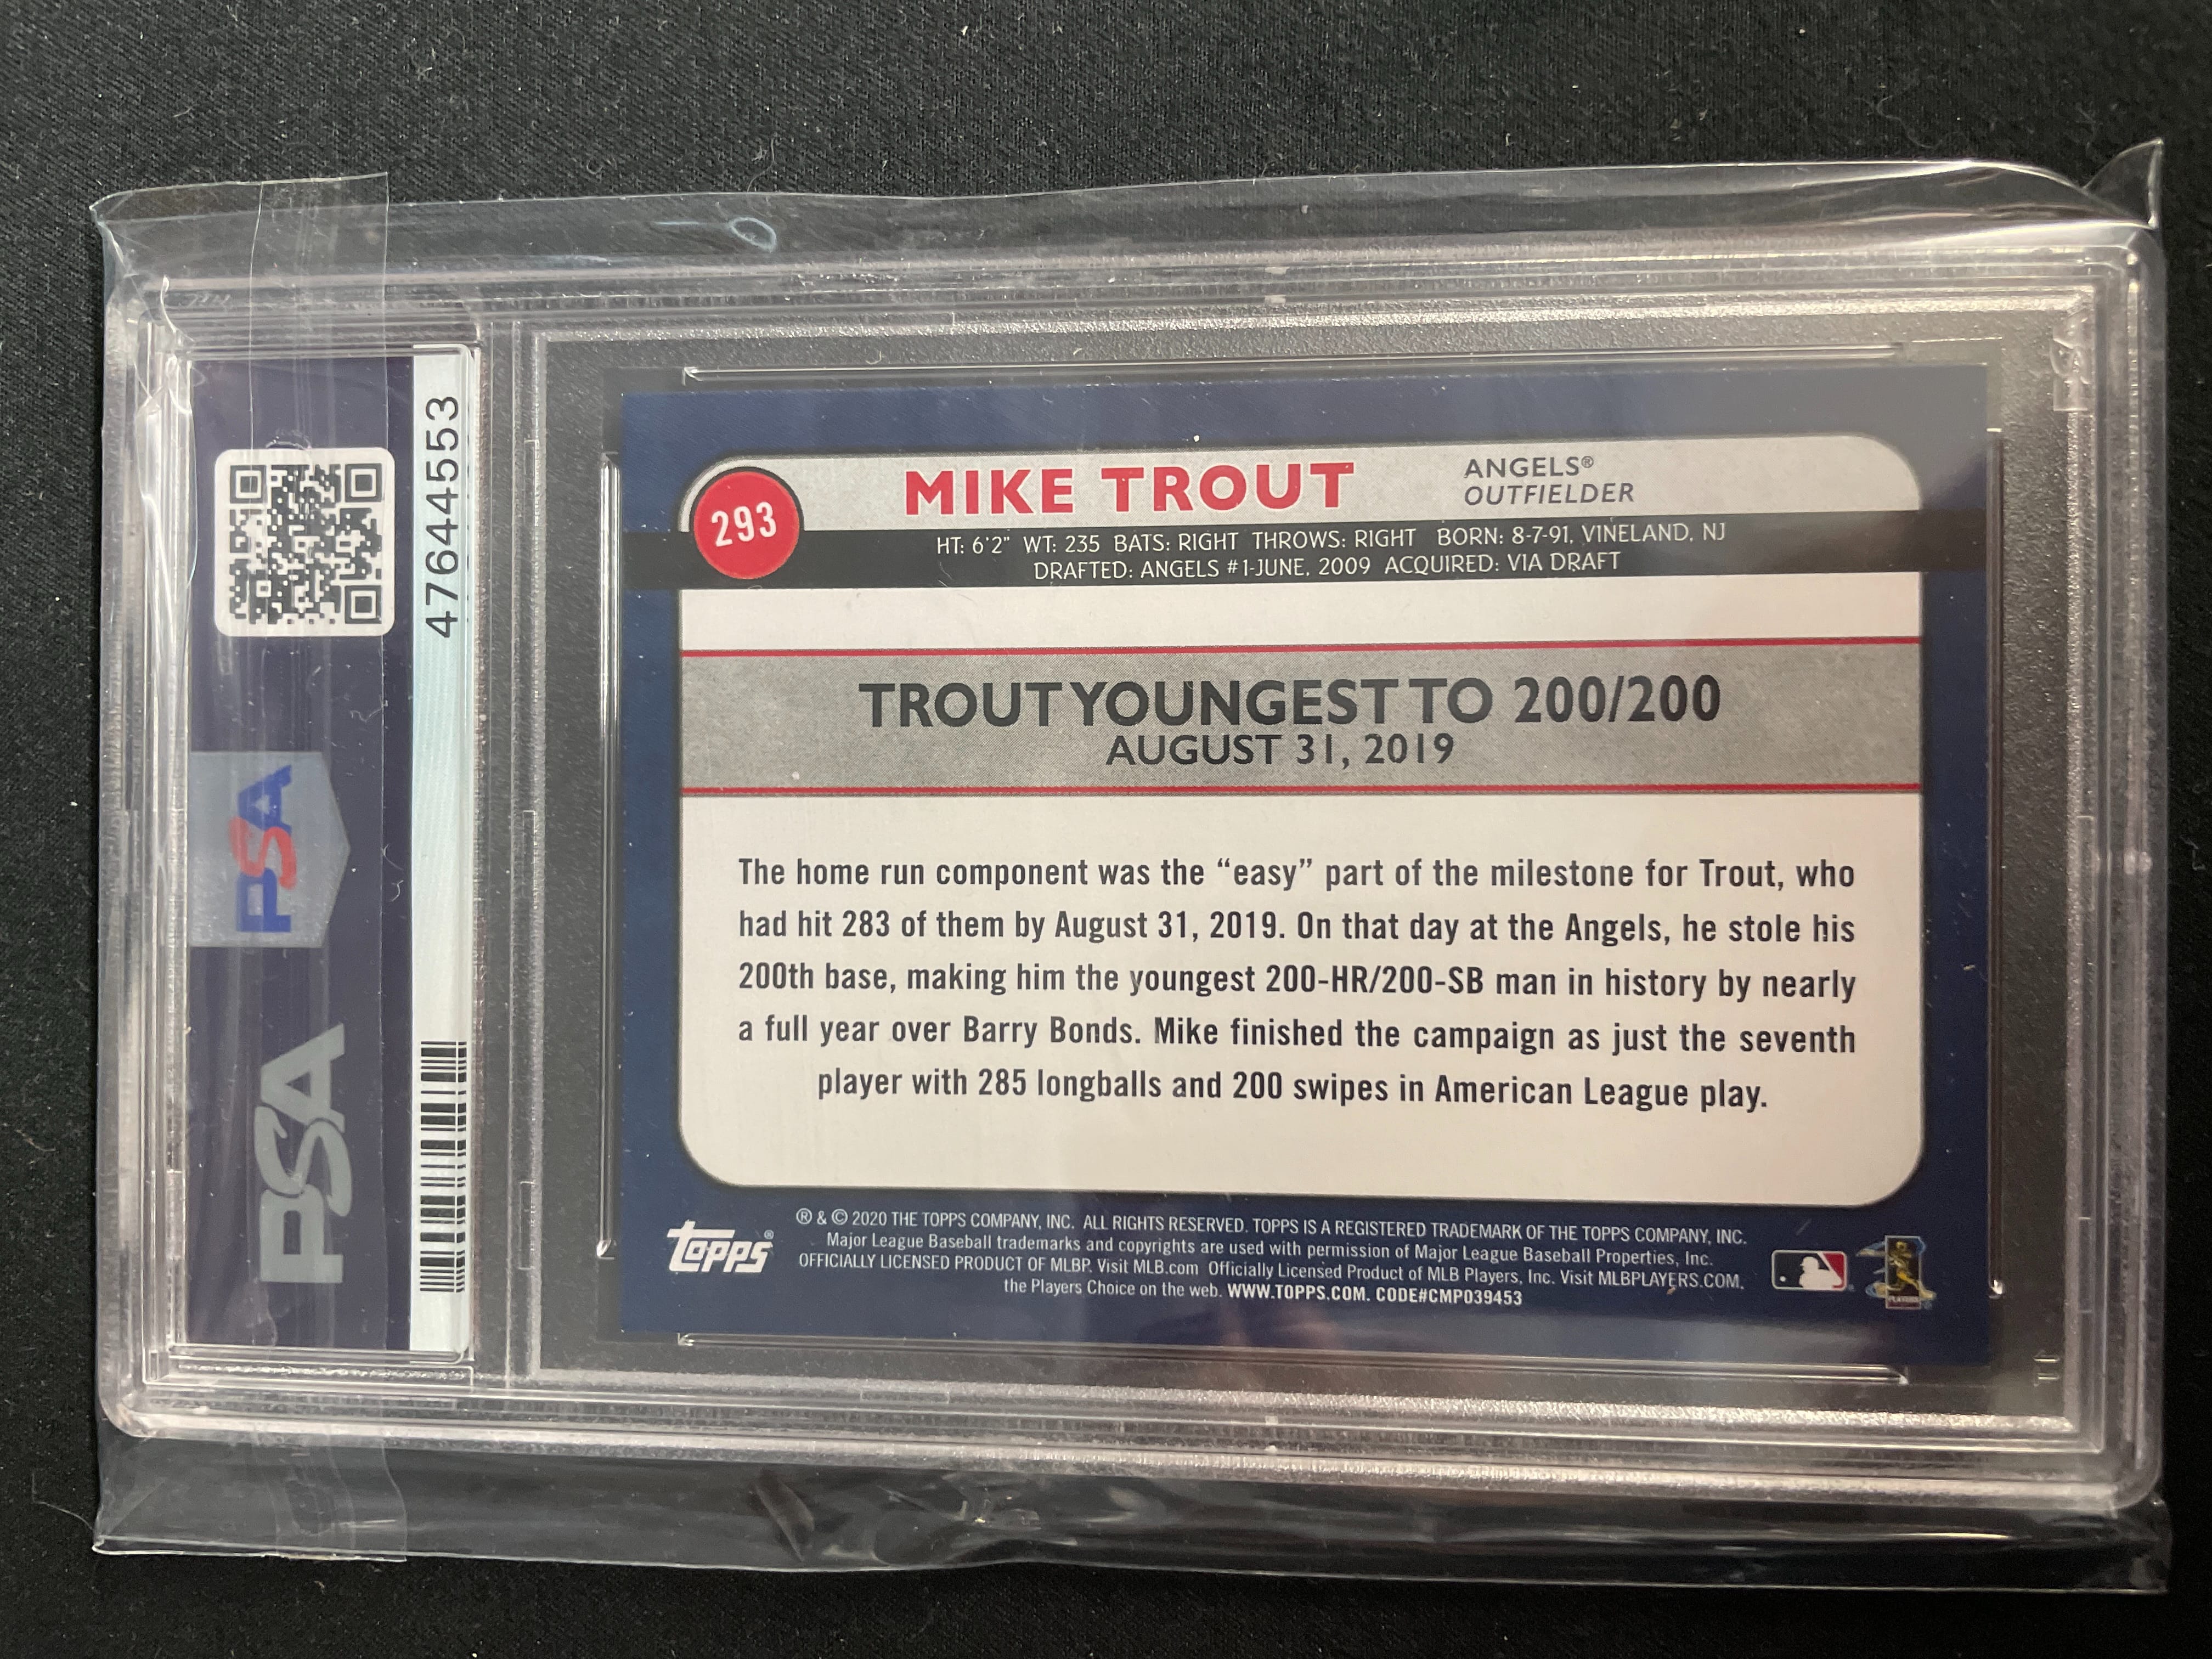 47644553
PSA
PSA
293
MIKE TROUT
ANGELS®
OUTFIELDER
HT: 6'2" WT: 235 BATS: RIGHT THROWS: RIGHT BORN: 8-7-91, VINELAND, NJ
DRAFTED: ANGELS #1-JUNE, 2009 ACQUIRED: VIA DRAFT
TROUT YOUNGEST TO 200/200
AUGUST 31, 2019
The home run component was the “easy” part of the milestone for Trout, who
had hit 283 of them by August 31, 2019. On that day at the Angels, he stole his
200th base, making him the youngest 200-HR/200-SB man in history by nearly
a full year over Barry Bonds. Mike finished the campaign as just the seventh
player with 285 longballs and 200 swipes in American League play.
topps®
® & © 2020 THE TOPPS COMPANY, INC. ALL RIGHTS RESERVED. TOPPS IS A REGISTERED TRADEMARK OF THE TOPPS COMPANY, INC.
Major League Baseball trademarks and copyrights are used with permission of Major League Baseball Properties, Inc.
OFFICIALLY LICENSED PRODUCT OF MLBP. Visit MLB.com Officially Licensed Product of MLB Players, Inc. Visit MLBPLAYERS.COM,
the Players Choice on the web. WWW.TOPPS.COM. CODE#CMP039453